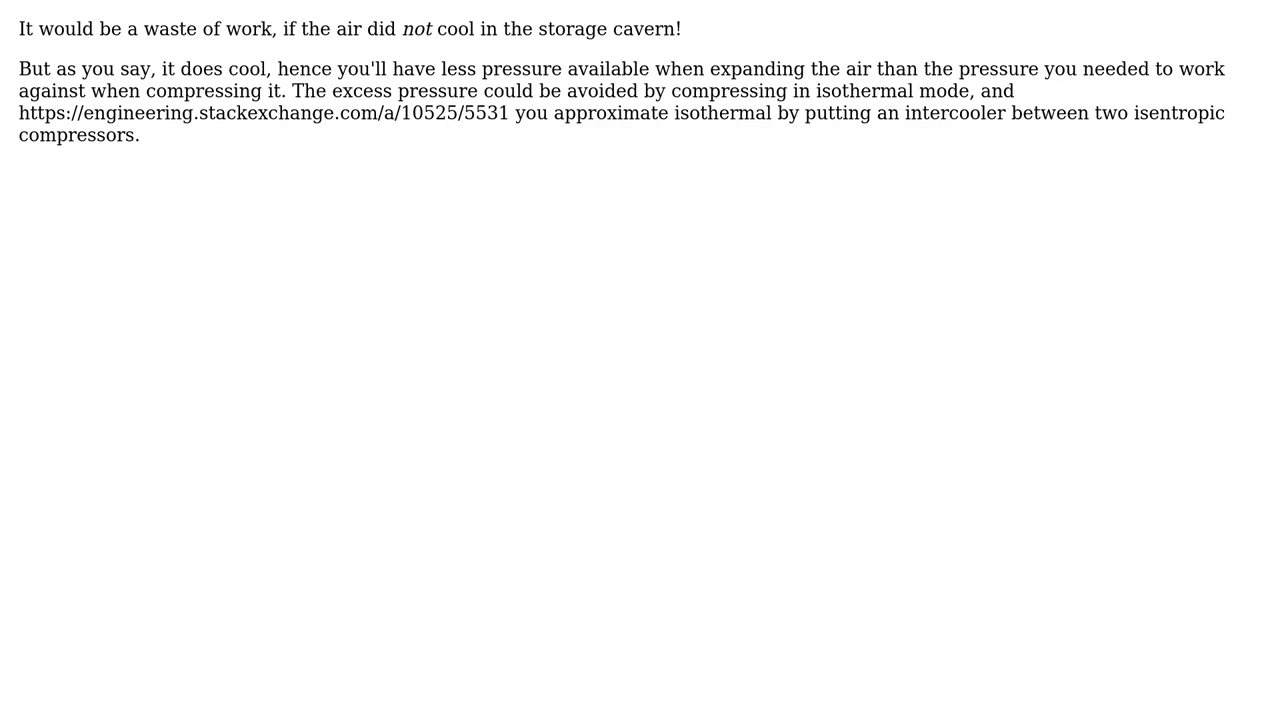 It would be a waste of work, if the air did not cool in the storage cavern!
But as you say, it does cool, hence you'll have less pressure available when expanding the air than the pressure you needed to work
against when compressing it. The excess pressure could be avoided by compressing in isothermal mode, and
https://engineering.stackexchange.com/a/10525/5531 you approximate isothermal by putting an intercooler between two isentropic
compressors.